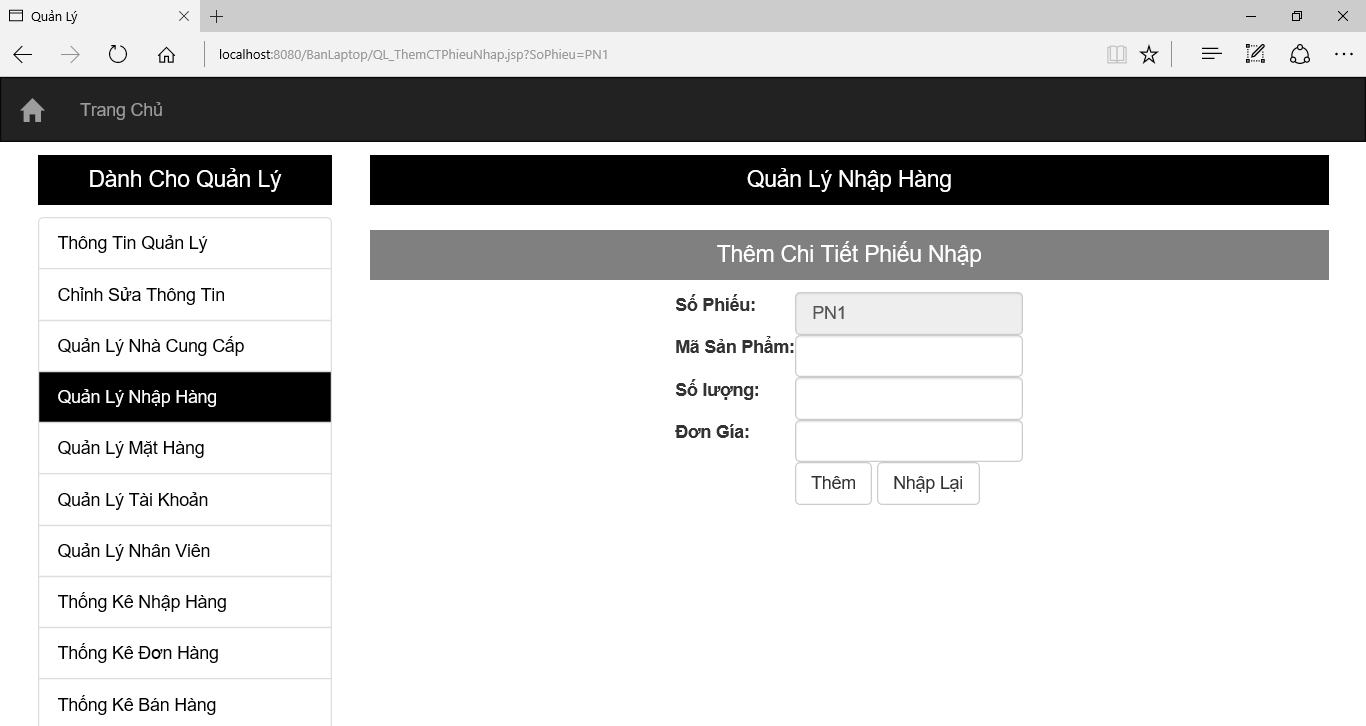 Quản Lý
localhost:8080/BanLaptop/QL_ThemCTPhieuNhap.jsp?SoPhieu=PN1
Trang Chủ
Dành Cho Quản Lý
Thông Tin Quản Lý
Chỉnh Sửa Thông Tin
Quản Lý Nhà Cung Cấp
Quản Lý Nhập Hàng
Quản Lý Mặt Hàng
Quản Lý Tài Khoản
Quản Lý Nhân Viên
Thống Kê Nhập Hàng
Thống Kê Đơn Hàng
Thống Kê Bán Hàng
Quản Lý Nhập Hàng
Thêm Chi Tiết Phiếu Nhập
Số Phiếu: PN1
Mã Sản Phẩm:
Số lượng:
Đơn Gía:
Thêm Nhập Lại